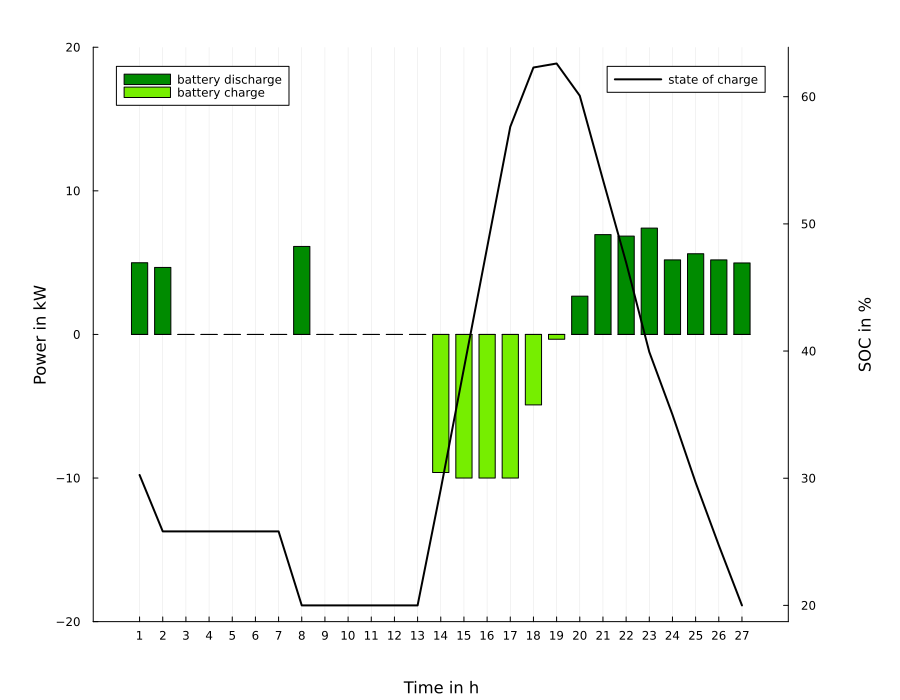 20
10
0
−10
−20
Power in kW
battery discharge
battery charge
state of charge
60
50
40
30
20
SOC in %
1 2 3 4 5 6 7 8 9 10 11 12 13 14 15 16 17 18 19 20 21 22 23 24 25 26 27
Time in h